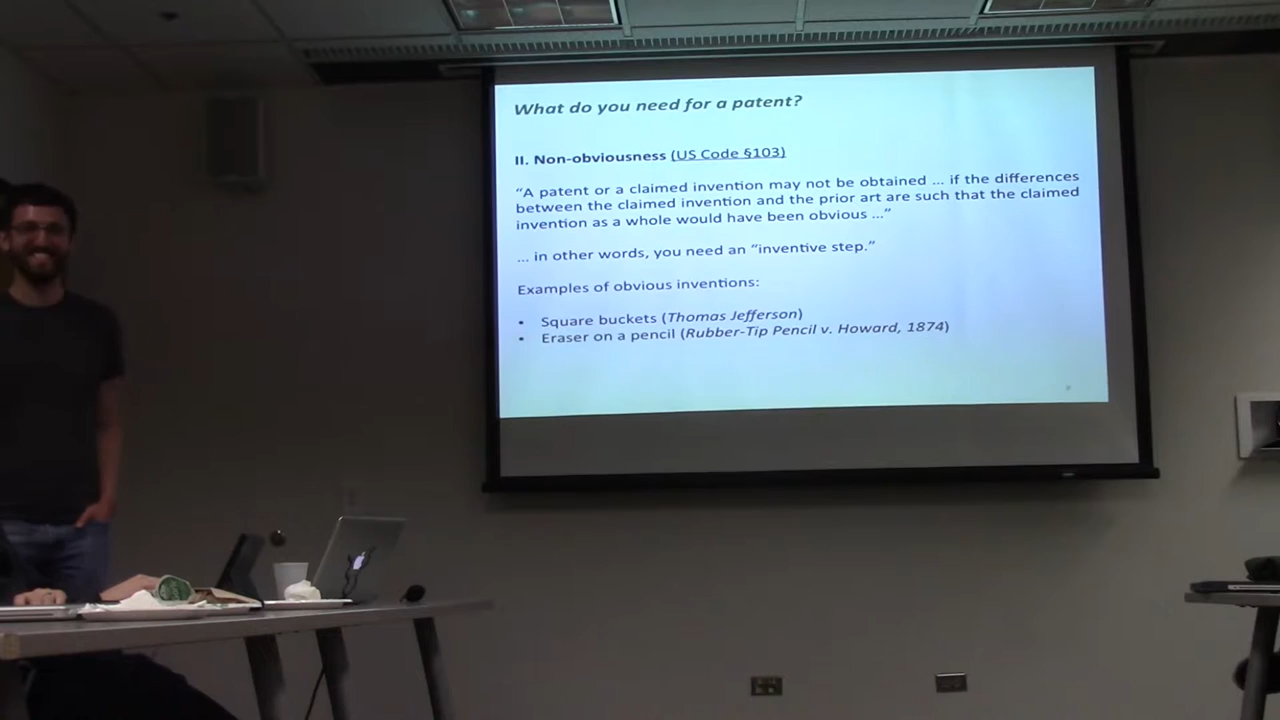 What do you need for a patent?
II. Non-obviousness (US Code §103)
“A patent or a claimed invention may not be obtained ... if the differences
between the claimed invention and the prior art are such that the claimed
invention as a whole would have been obvious ...”
... in other words, you need an “inventive step.”
Examples of obvious inventions:
• Square buckets (Thomas Jefferson)
• Eraser on a pencil (Rubber-Tip Pencil v. Howard, 1874)